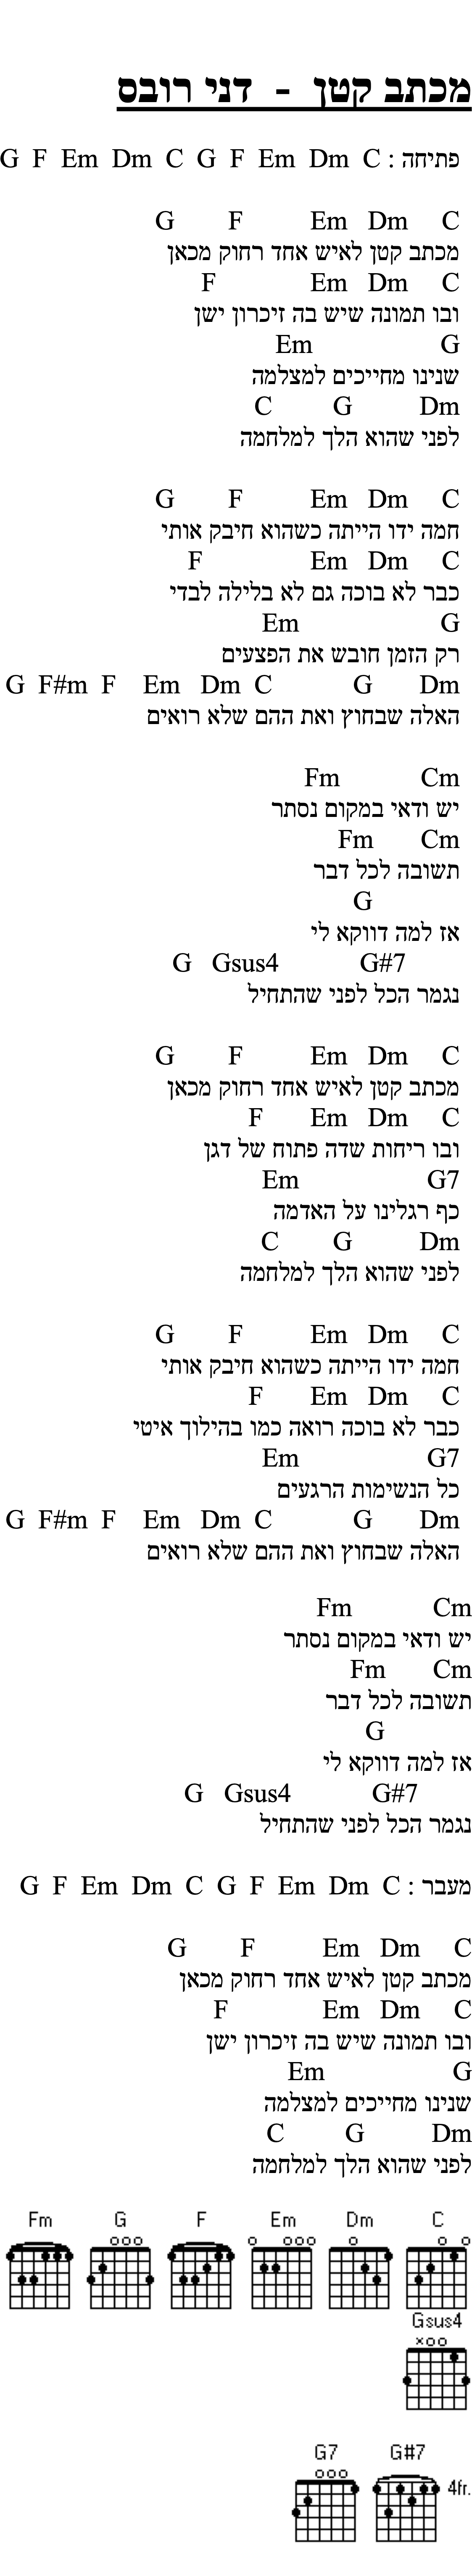 מכתב קטן - דני רובס
פתיחה : G F Em Dm C G F Em Dm C
G F Em Dm C
מכתב קטן לאיש אחד רחוק מכאן
F Em Dm C
ובו תמונה שיש בה זיכרון ישן
Em G
שנינו מחייכים למצלמה
C G Dm
לפני שהוא הלך למלחמה
G F Em Dm C
חמה ידו הייתה כשהוא חיבק אותי
F Em Dm C
כבר לא בוכה גם לא בלילה לבדי
Em G
רק הזמן חובש את הפצעים
G F#m F Em Dm C G Dm
האלה שבחוץ ואת ההם שלא רואים
Fm Cm
יש ודאי במקום נסתר
Fm Cm
תשובה לכל דבר
G
אז למה דווקא לי
G Gsus4 G#7
נגמר הכל לפני שהתחיל
G F Em Dm C
מכתב קטן לאיש אחד רחוק מכאן
F Em Dm C
ובו ריחות שדה פתוח של דגן
Em G7
כף רגלינו על האדמה
C G Dm
לפני שהוא הלך למלחמה
G F Em Dm C
חמה ידו הייתה כשהוא חיבק אותי
F Em Dm C
כבר לא בוכה רואה כמו בהילוך איטי
Em G7
כל הנשימות הרגעים
G F#m F Em Dm C G Dm
האלה שבחוץ ואת ההם שלא רואים
Fm Cm
יש ודאי במקום נסתר
Fm Cm
תשובה לכל דבר
G
אז למה דווקא לי
G Gsus4 G#7
נגמר הכל לפני שהתחיל
מעבר : G F Em Dm C G F Em Dm C
G F Em Dm C
מכתב קטן לאיש אחד רחוק מכאן
F Em Dm C
ובו תמונה שיש בה זיכרון ישן
Em G
שנינו מחייכים למצלמה
C G Dm
לפני שהוא הלך למלחמה
Fm G F Em Dm C
Gsus4
G7 G#7
4fr.